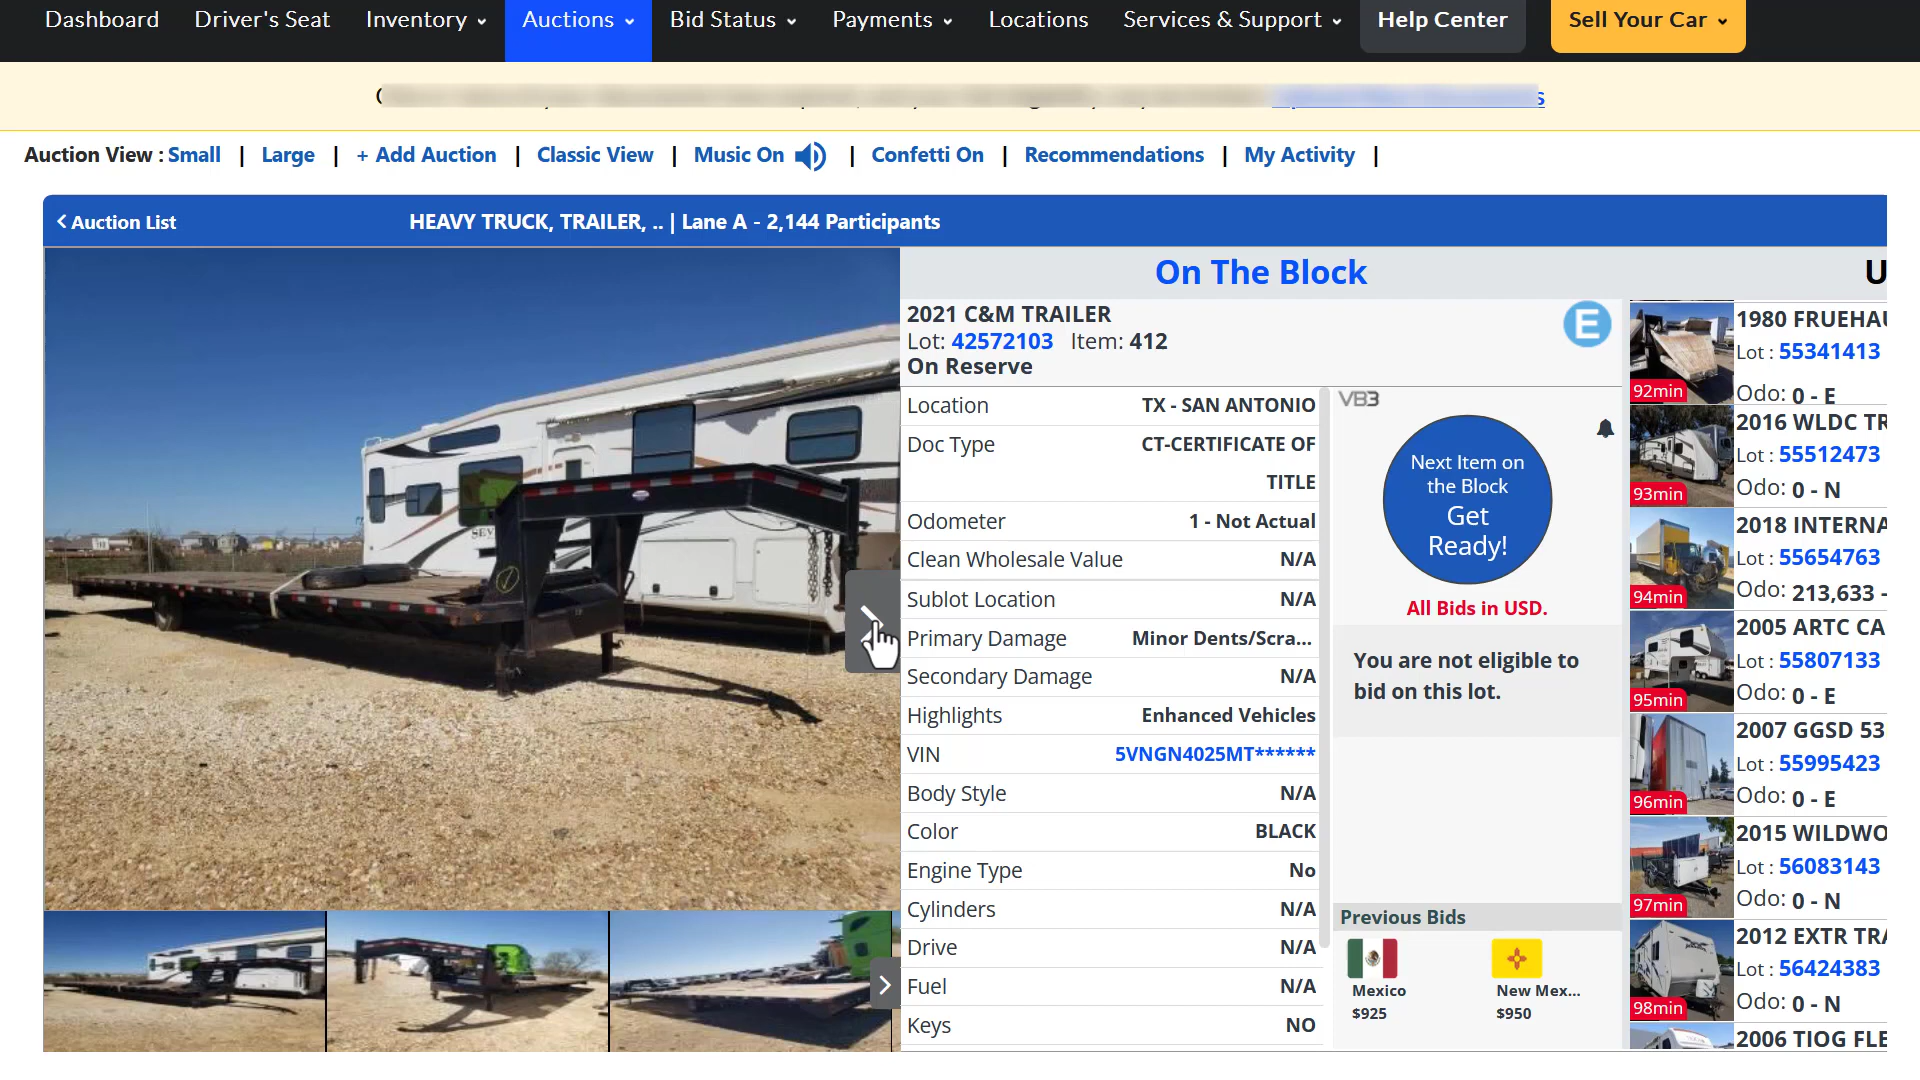 Dashboard Driver's Seat Inventory Auctions Bid Status Payments Locations Services & Support Help Center Sell Your Car
Auction View : Small | Large | + Add Auction | Classic View | Music On | Confetti On | Recommendations | My Activity |
Auction List HEAVY TRUCK, TRAILER, .. | Lane A - 2,144 Participants
On The Block
2021 C&M TRAILER
Lot: 42572103 Item: 412
On Reserve
E
Location TX - SAN ANTONIO
Doc Type CT-CERTIFICATE OF
TITLE
Odometer 1 - Not Actual
Clean Wholesale Value N/A
Sublot Location N/A
Primary Damage Minor Dents/Scra...
Secondary Damage N/A
Highlights Enhanced Vehicles
VIN 5VNGN4025MT******
Body Style N/A
Color BLACK
Engine Type No
Cylinders N/A
Drive N/A
Fuel N/A
Keys NO
VB3
Next Item on
the Block
Get
Ready!
All Bids in USD.
You are not eligible to
bid on this lot.
Previous Bids
Mexico
$925
New Mex...
$950
U
1980 FRUEHAU
Lot : 55341413
92min
Odo: 0 - E
2016 WLDC TR
Lot : 55512473
93min
Odo: 0 - N
2018 INTERNA
Lot : 55654763
94min
Odo: 213,633 -
2005 ARTC CA
Lot : 55807133
95min
Odo: 0 - E
2007 GGSD 53
Lot : 55995423
96min
Odo: 0 - E
2015 WILDWO
Lot : 56083143
97min
Odo: 0 - N
2012 EXTR TRA
Lot : 56424383
98min
Odo: 0 - N
2006 TIOG FLE